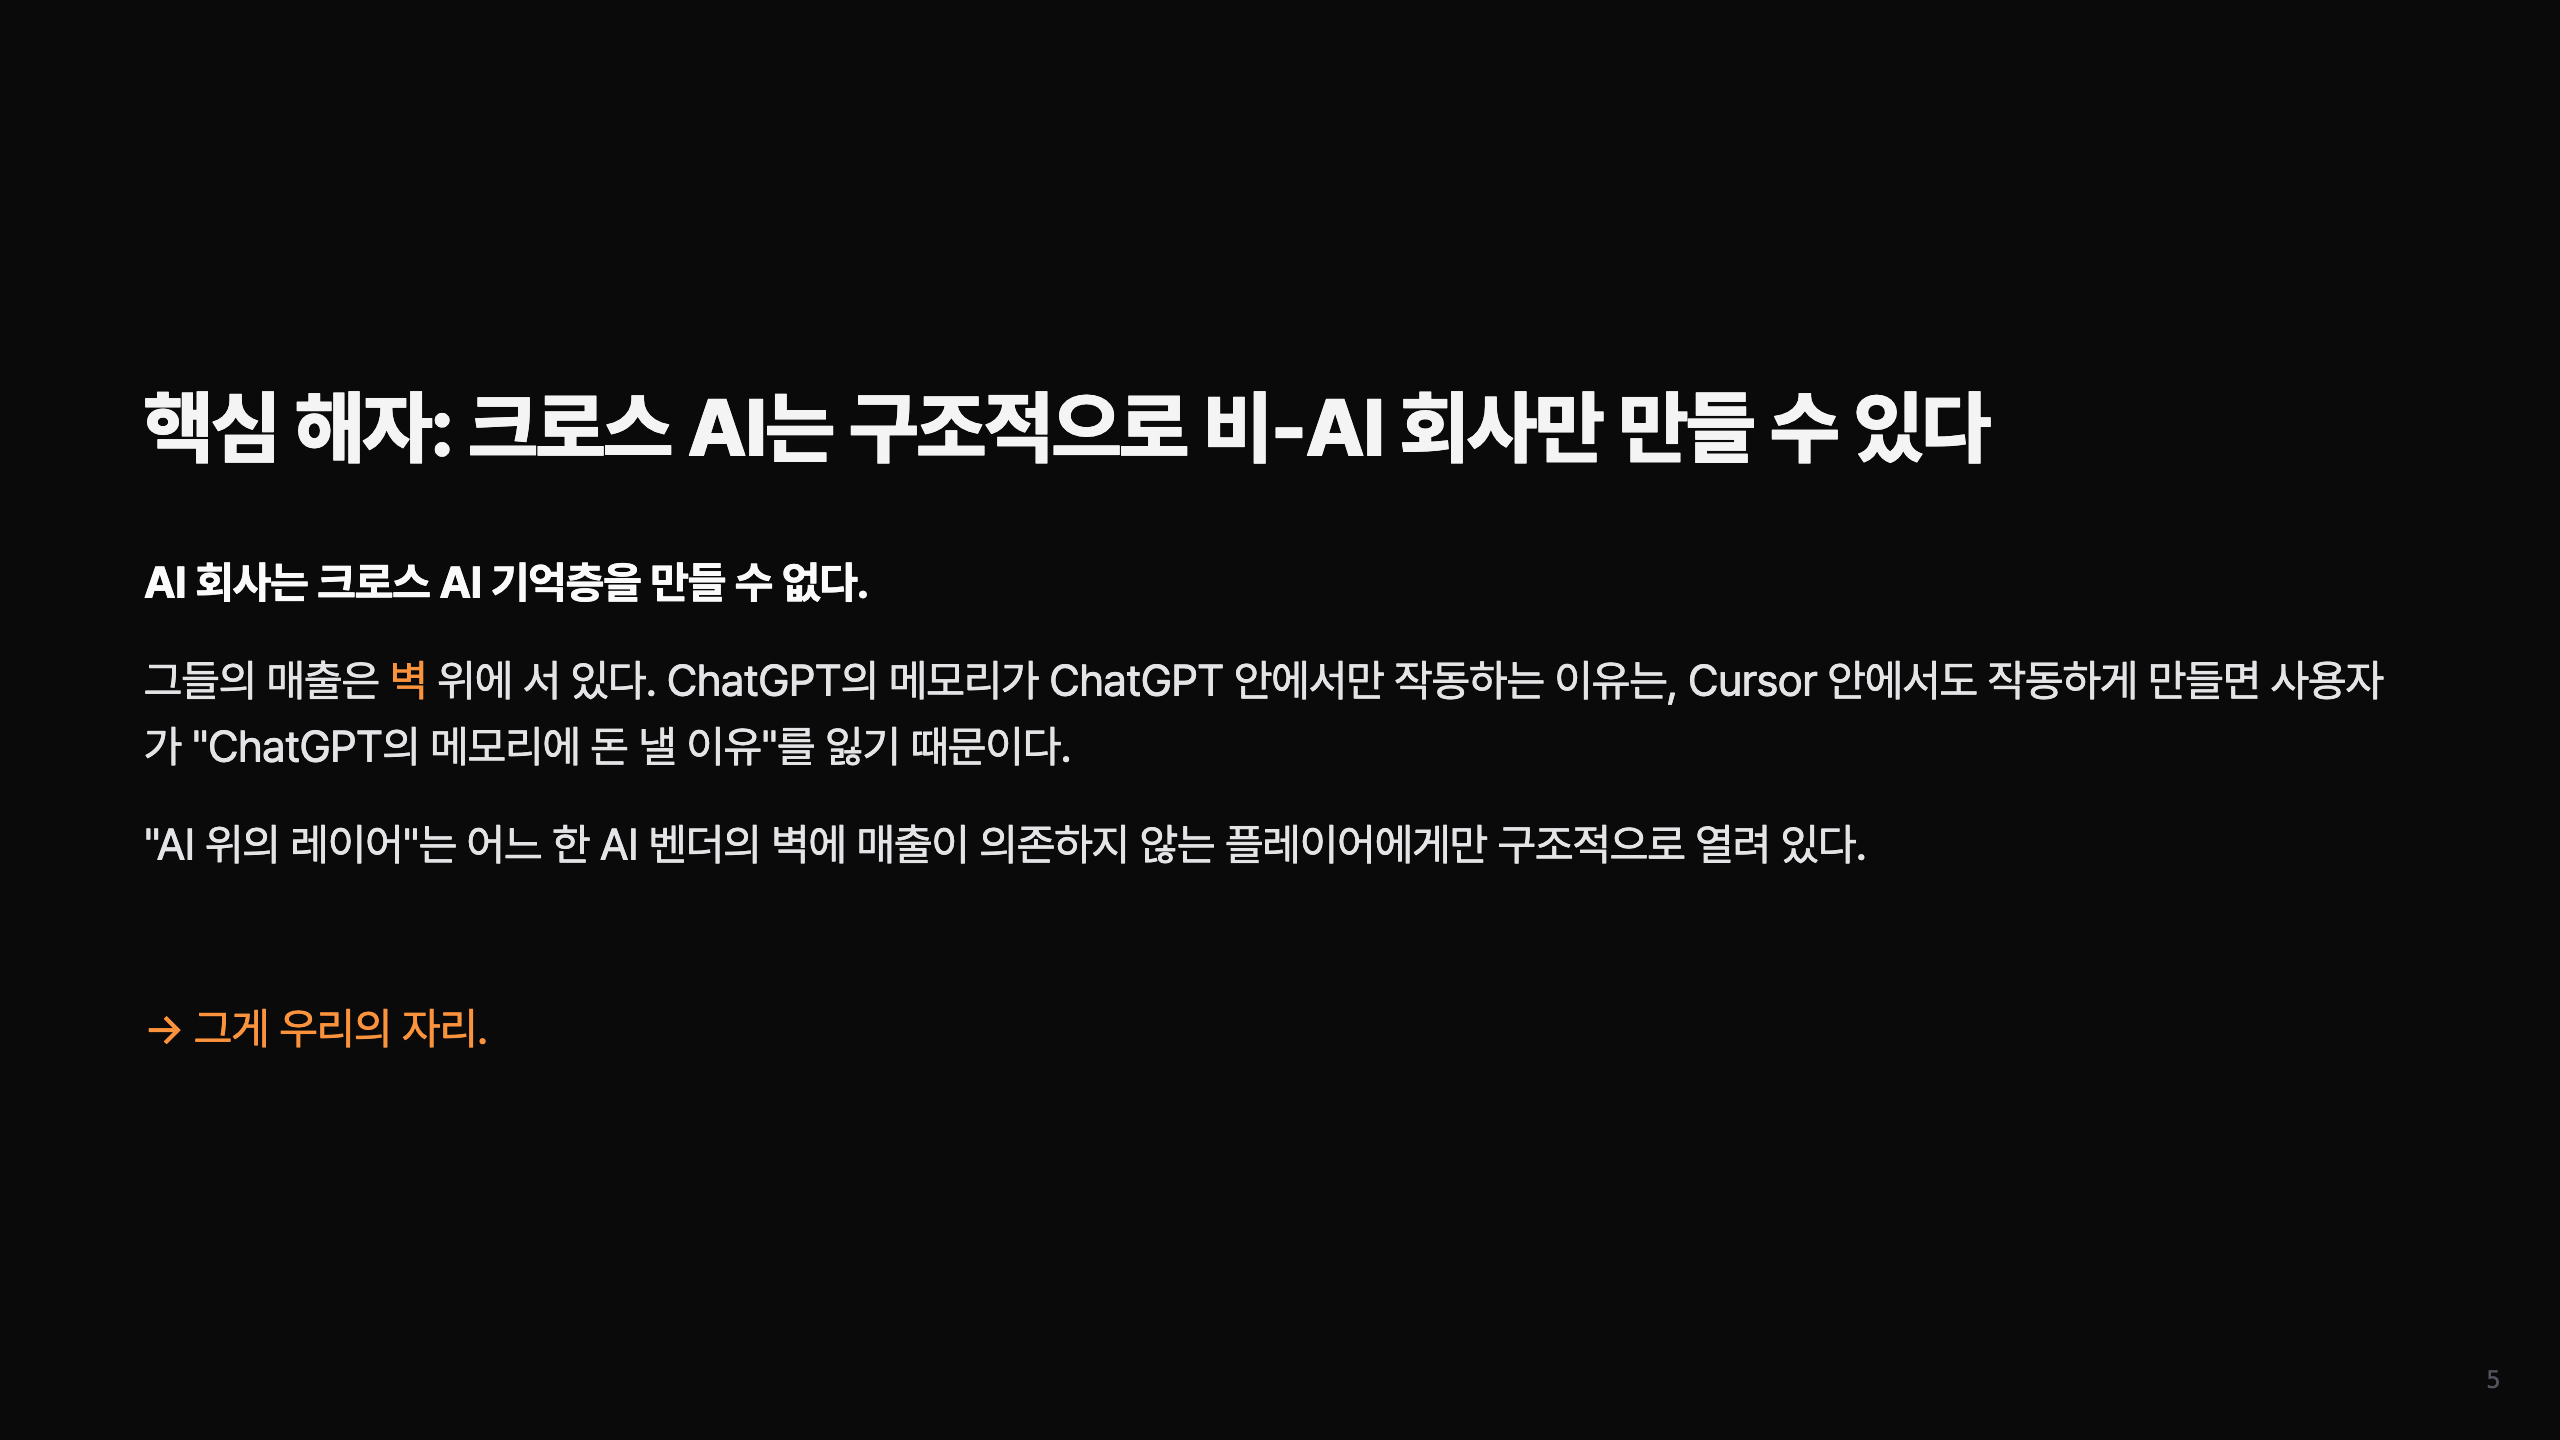 핵심 해자: 크로스 AI는 구조적으로 비-AI 회사만 만들 수 있다
AI 회사는 크로스 AI 기억층을 만들 수 없다.
그들의 매출은 벽 위에 서 있다. ChatGPT의 메모리가 ChatGPT 안에서만 작동하는 이유는, Cursor 안에서도 작동하게 만들면 사용자
가 "ChatGPT의 메모리에 돈 낼 이유"를 잃기 때문이다.
"AI 위의 레이어"는 어느 한 AI 벤더의 벽에 매출이 의존하지 않는 플레이어에게만 구조적으로 열려 있다.
→ 그게 우리의 자리.
5